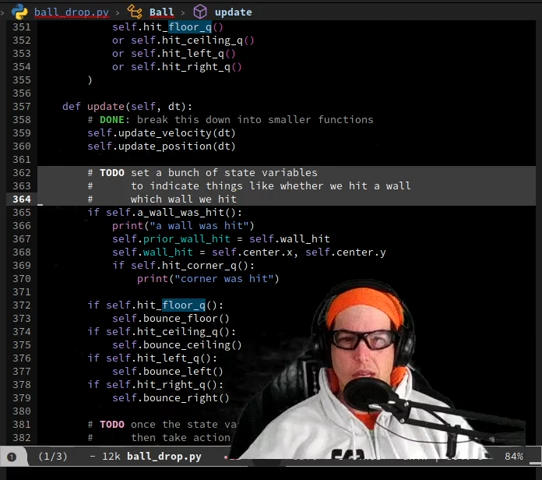 ball_drop.py > Ball > update
351 self.hit_floor_q()
352 or self.hit_ceiling_q()
353 or self.hit_left_q()
354 or self.hit_right_q()
355 )
356
357 def update(self, dt):
358 # DONE: break this down into smaller functions
359 self.update_velocity(dt)
360 self.update_position(dt)
361
362 # TODO set a bunch of state variables
363 # to indicate things like whether we hit a wall
364 # which wall we hit
365 if self.a_wall_was_hit():
366 print("a wall was hit")
367 self.prior_wall_hit = self.wall_hit
368 self.wall_hit = self.center.x, self.center.y
369 if self.hit_corner_q():
370 print("corner was hit")
371
372 if self.hit_floor_q():
373 self.bounce_floor()
374 if self.hit_ceiling_q():
375 self.bounce_ceiling()
376 if self.hit_left_q():
377 self.bounce_left()
378 if self.hit_right_q():
379 self.bounce_right()
380
381 # TODO once the state va
382 # then take action
1 (1/3) - 12k ball_drop.py 84%